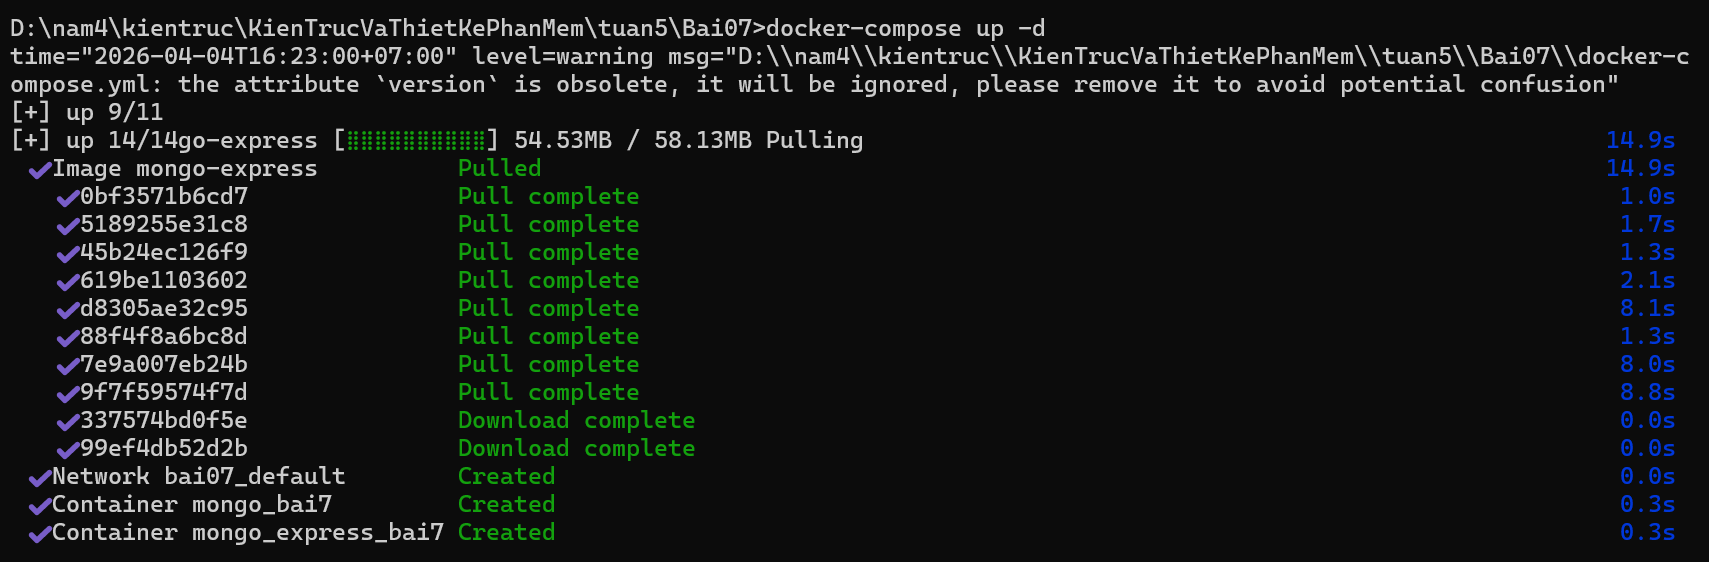 D:\nam4\kientruc\KienTrucVaThietKePhanMem\tuan5\Bai07>docker-compose up -d
time="2026-04-04T16:23:00+07:00" level=warning msg="D:\\nam4\\kientruc\\KienTrucVaThietKePhanMem\\tuan5\\Bai07\\docker-c
ompose.yml: the attribute `version` is obsolete, it will be ignored, please remove it to avoid potential confusion"
[+] up 9/11
[+] up 14/14go-express [⣿⣿⣿⣿⣿⣿⣿⣿⣿⣿] 54.53MB / 58.13MB Pulling 14.9s
✔Image mongo-express Pulled 14.9s
✔0bf3571b6cd7 Pull complete 1.0s
✔5189255e31c8 Pull complete 1.7s
✔45b24ec126f9 Pull complete 1.3s
✔619be1103602 Pull complete 2.1s
✔d8305ae32c95 Pull complete 8.1s
✔88f4f8a6bc8d Pull complete 1.3s
✔7e9a007eb24b Pull complete 8.0s
✔9f7f59574f7d Pull complete 8.8s
✔337574bd0f5e Download complete 0.0s
✔99ef4db52d2b Download complete 0.0s
✔Network bai07_default Created 0.0s
✔Container mongo_bai7 Created 0.3s
✔Container mongo_express_bai7 Created 0.3s